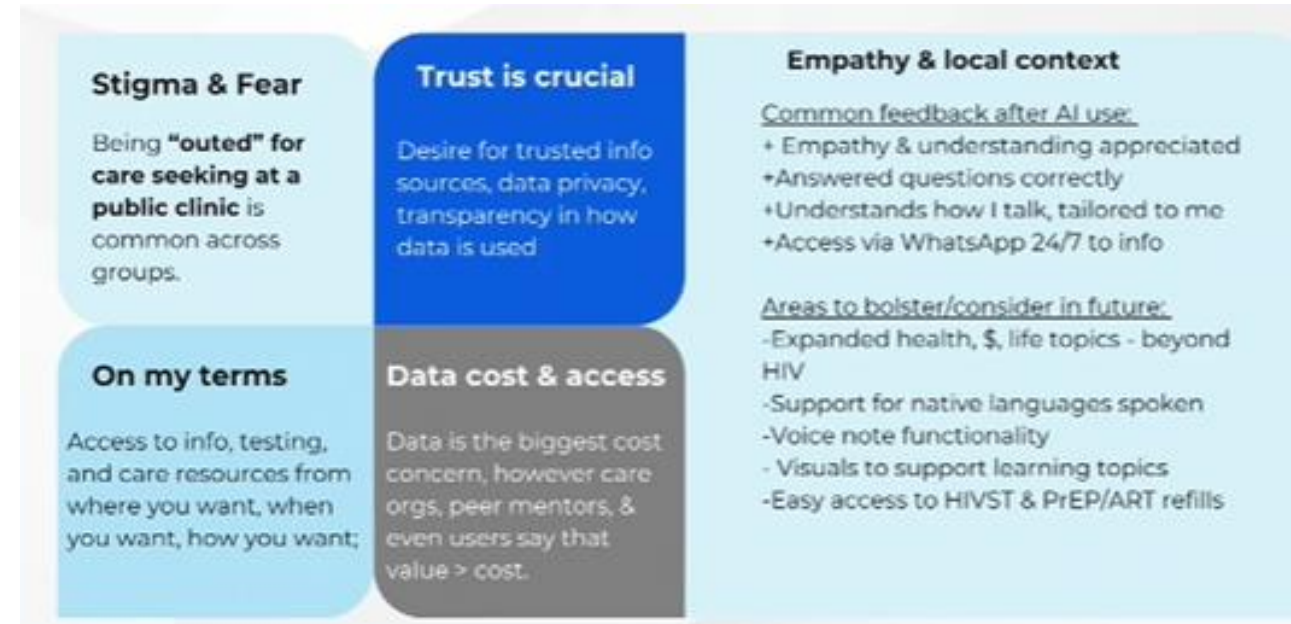 Stigma & Fear
Being “outed” for
care seeking at a
public clinic is
common across
groups.
Trust is crucial
Desire for trusted info
sources, data privacy,
transparency in how
data is used
On my terms
Access to info, testing,
and care resources from
where you want, when
you want, how you want;
Data cost & access
Data is the biggest cost
concern, however care
orgs, peer mentors, &
even users say that
value > cost.
Empathy & local context
Common feedback after AI use:
+ Empathy & understanding appreciated
+Answered questions correctly
+Understands how I talk, tailored to me
+Access via WhatsApp 24/7 to info
Areas to bolster/consider in future:
-Expanded health, $, life topics - beyond
HIV
-Support for native languages spoken
-Voice note functionality
- Visuals to support learning topics
-Easy access to HIVST & PrEP/ART refills